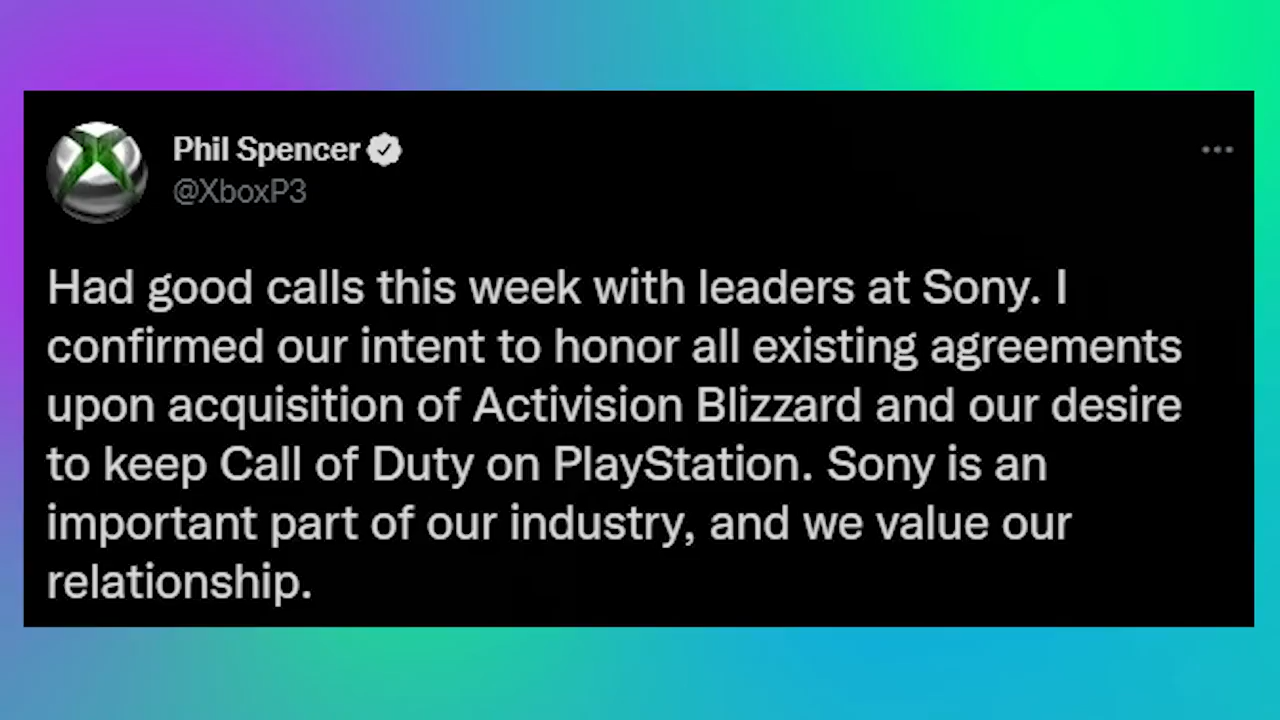 Phil Spencer
@XboxP3
Had good calls this week with leaders at Sony. I
confirmed our intent to honor all existing agreements
upon acquisition of Activision Blizzard and our desire
to keep Call of Duty on PlayStation. Sony is an
important part of our industry, and we value our
relationship.